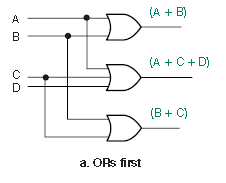 A
(A + B)
B
C
(A + C + D)
D
(B + C)
a. ORs first